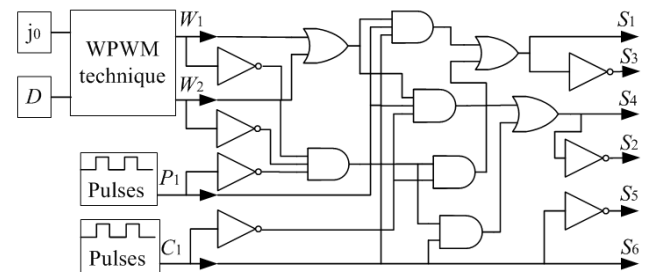 j0
WPWM
technique
D
W1
W2
Pulses
P1
Pulses
C1
S1
S3
S4
S2
S5
S6